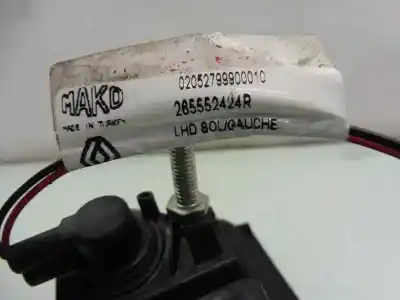 MAKO
MADE IN TURKEY
02052799900010
265552424R
LHD SOL/GAUCHE